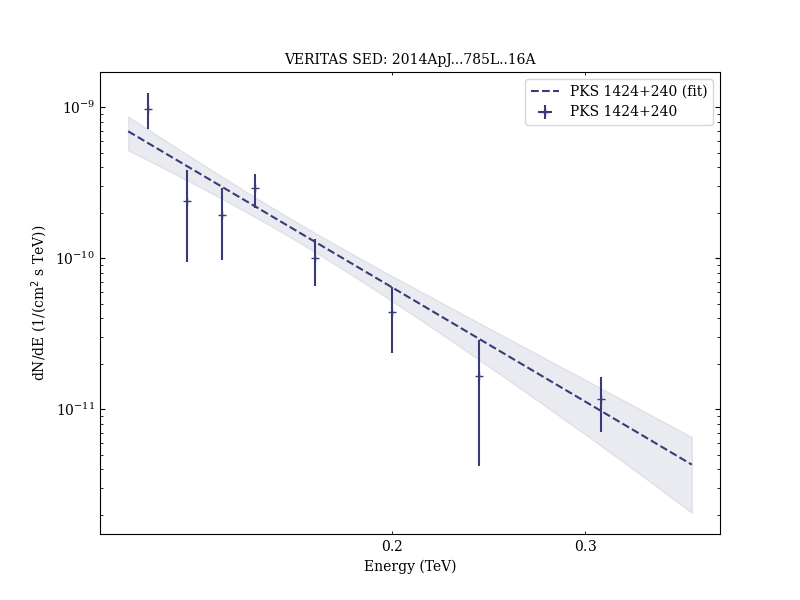 VERITAS SED: 2014ApJ...785L..16A
PKS 1424+240 (fit)
PKS 1424+240
dN/dE (1/(cm² s TeV))
10⁻⁹
10⁻¹⁰
10⁻¹¹
0.2
0.3
Energy (TeV)